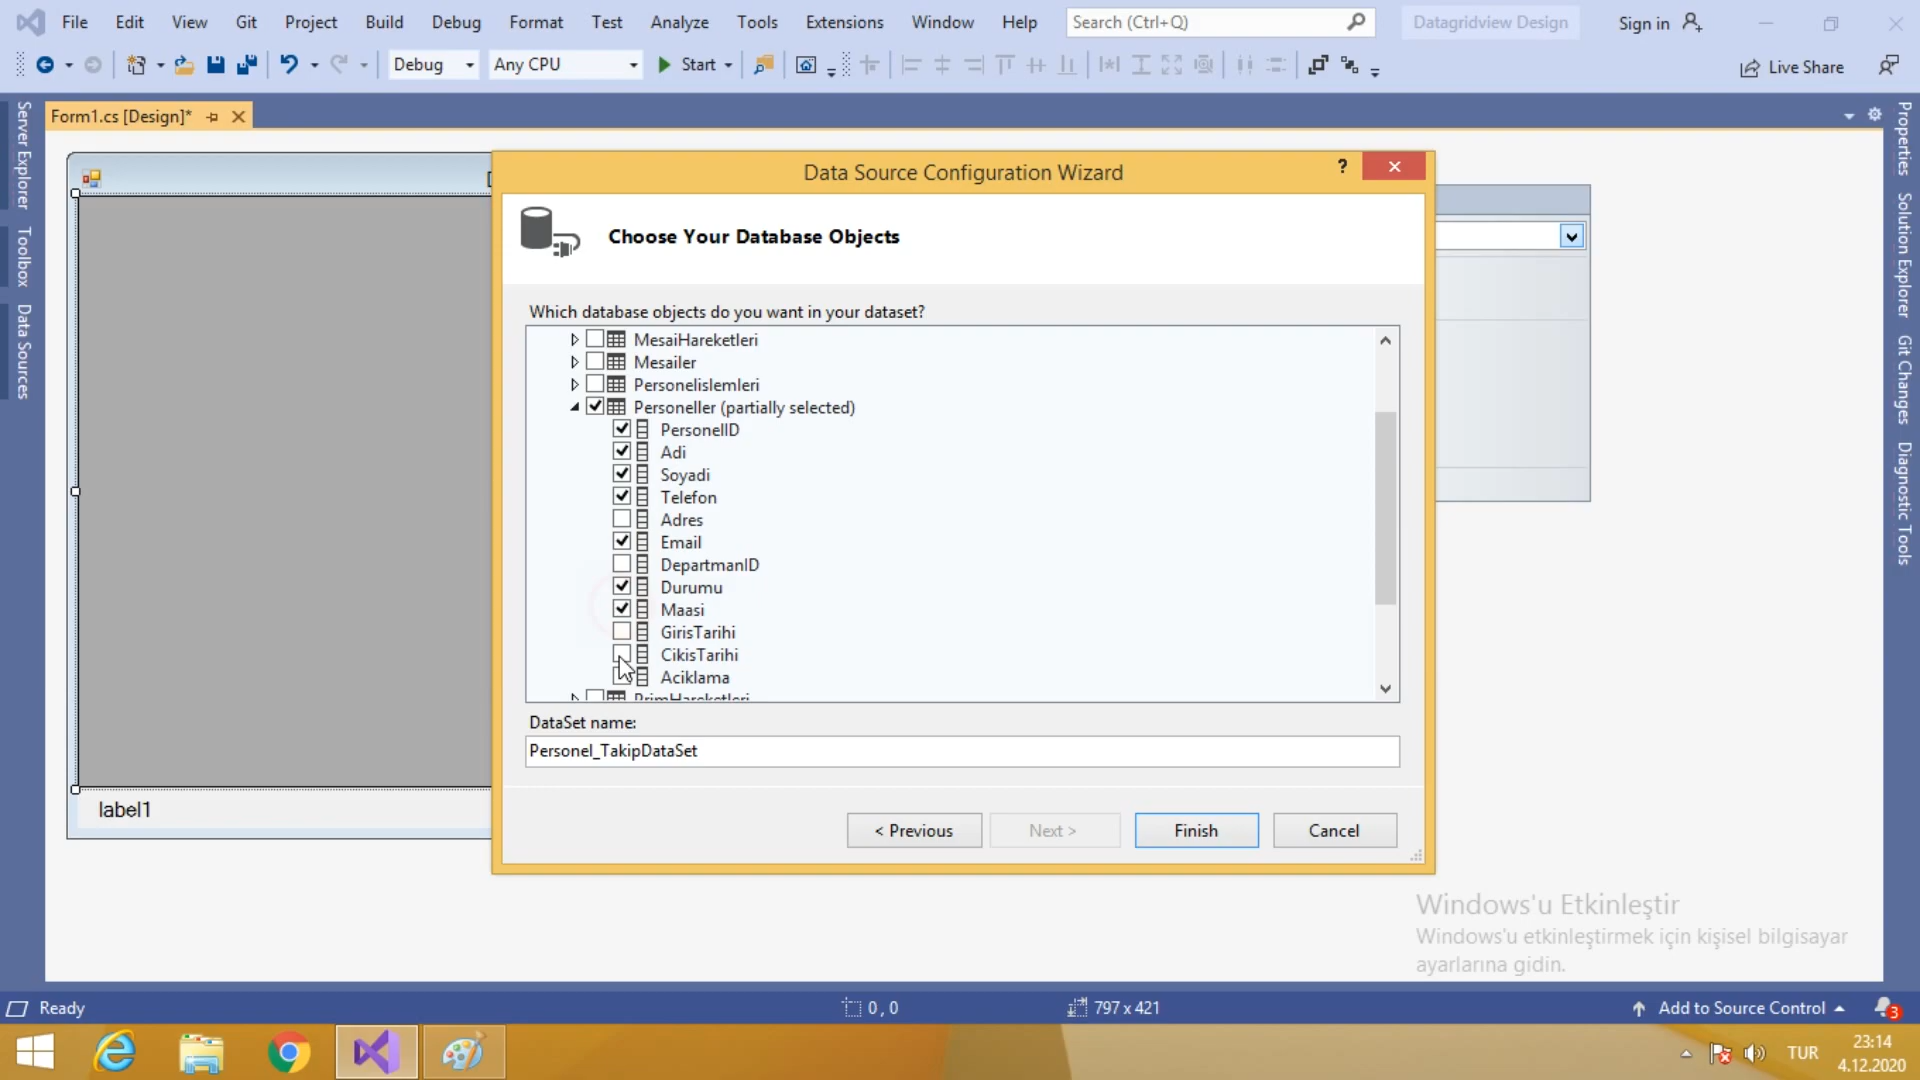 File Edit View Git Project Build Debug Format Test Analyze Tools Extensions Window Help Search (Ctrl+Q) Datagridview Design Sign in
Debug Any CPU Start Live Share
Form1.cs [Design]*
Server Explorer
Toolbox
Data Sources
Properties
Solution Explorer
Git Changes
Diagnostic Tools
Data Source Configuration Wizard
?
Choose Your Database Objects
Which database objects do you want in your dataset?
MesaiHareketleri
Mesailer
Personelislemleri
Personeller (partially selected)
PersonelID
Adi
Soyadi
Telefon
Adres
Email
DepartmanID
Durumu
Maasi
GirisTarihi
CikisTarihi
Aciklama
PrimHareketleri
DataSet name:
Personel_TakipDataSet
< Previous Next > Finish Cancel
label1
Windows'u Etkinleştir
Windows'u etkinleştirmek için kişisel bilgisayar
ayarlarına gidin.
Ready 0 , 0 797 x 421 Add to Source Control 3
TUR 23:14
4.12.2020